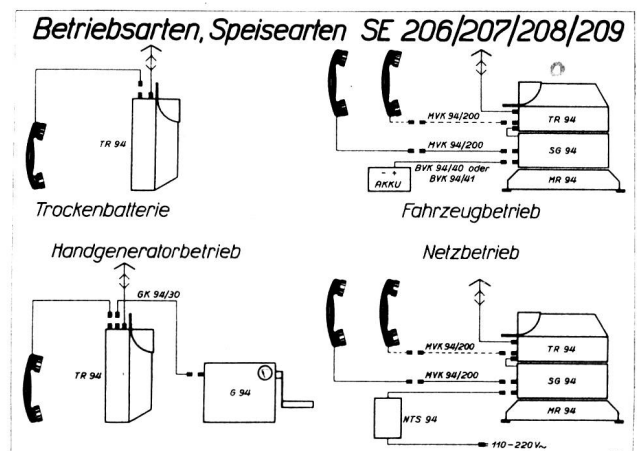 Betriebsarten, Speisearten SE 206/207/208/209
TR 94
Trockenbatterie
MVK 94/200
TR 94
MVK 94/200
SG 94
BVK 94/40 oder
BVK 94/41
- +
AKKU
MR 94
Fahrzeugbetrieb
Handgeneratorbetrieb
GK 94/30
TR 94
G 94
Netzbetrieb
MVK 94/200
TR 94
MVK 94/200
SG 94
NTS 94
MR 94
110-220V~